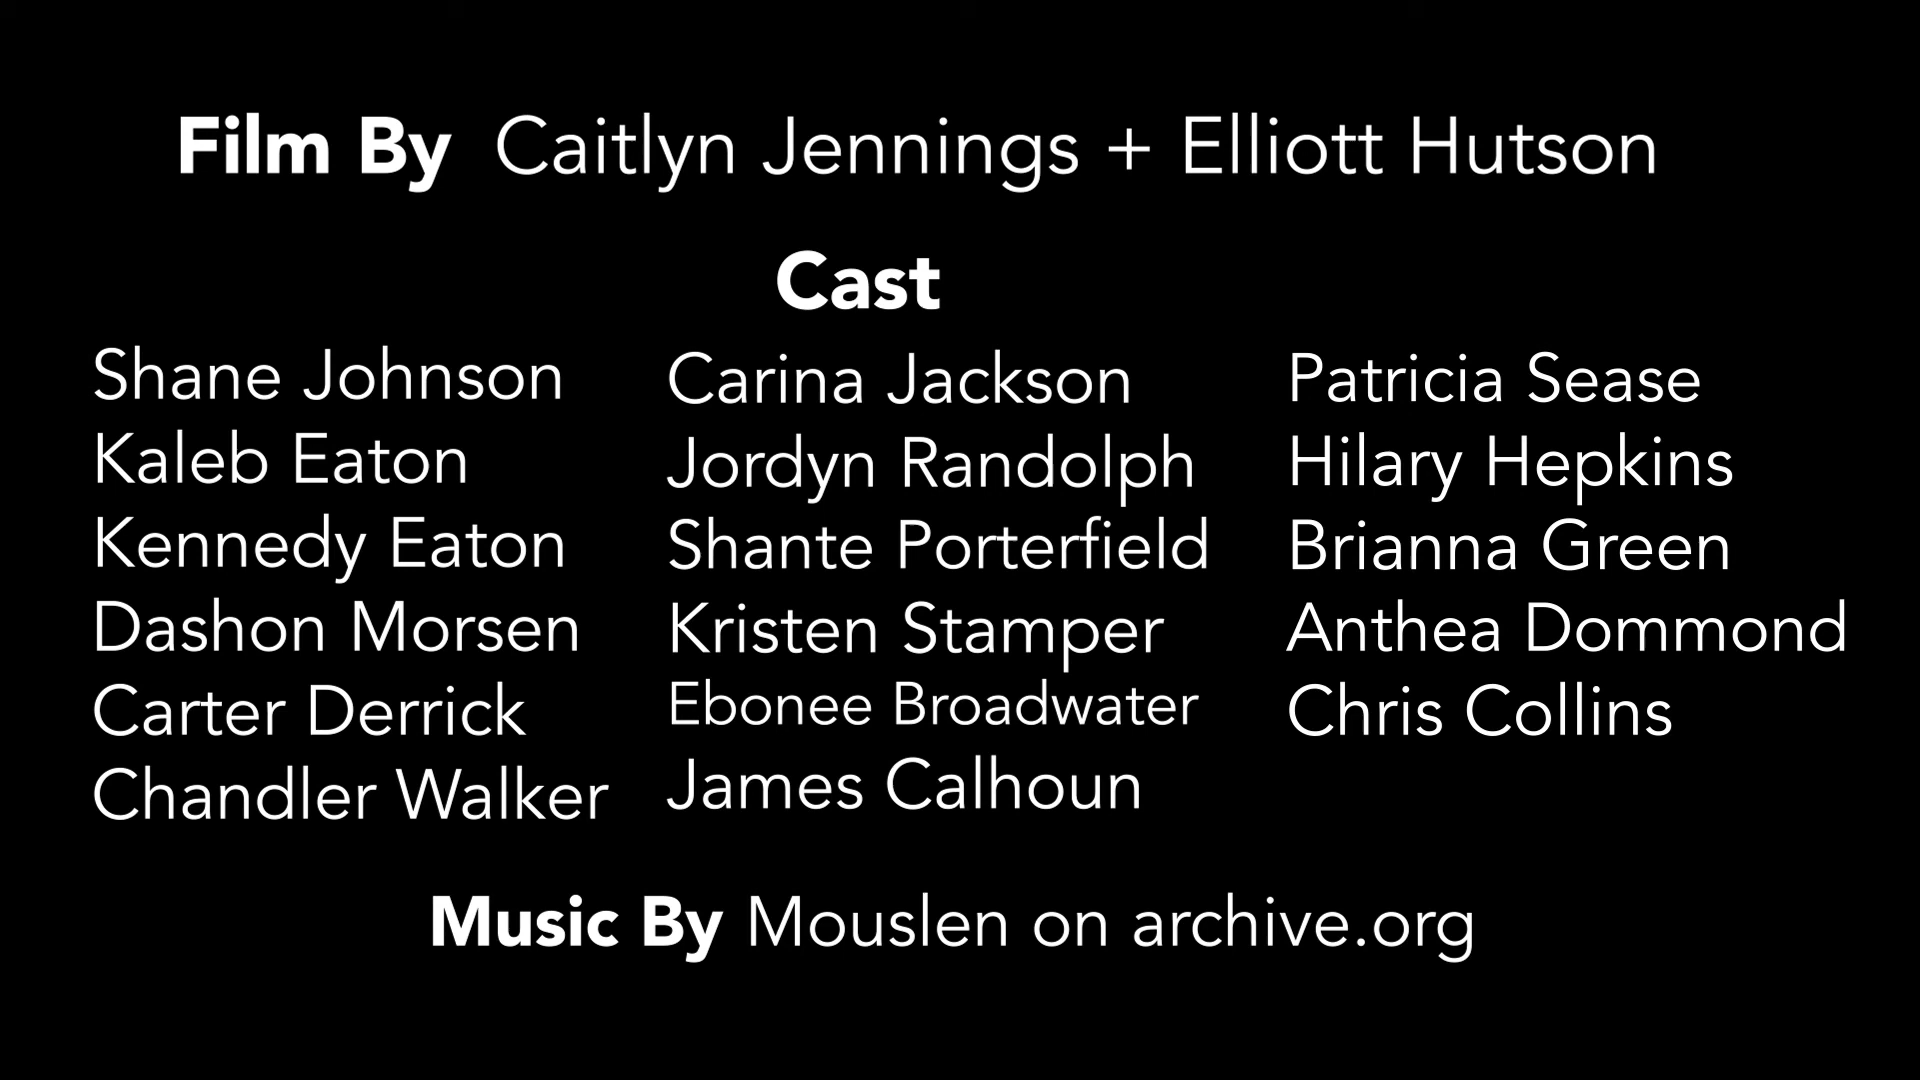 Film By Caitlyn Jennings + Elliott Hutson
Cast
Shane Johnson
Kaleb Eaton
Kennedy Eaton
Dashon Morsen
Carter Derrick
Chandler Walker
Carina Jackson
Jordyn Randolph
Shante Porterfield
Kristen Stamper
Ebonee Broadwater
James Calhoun
Patricia Sease
Hilary Hepkins
Brianna Green
Anthea Dommond
Chris Collins
Music By Mouslen on archive.org